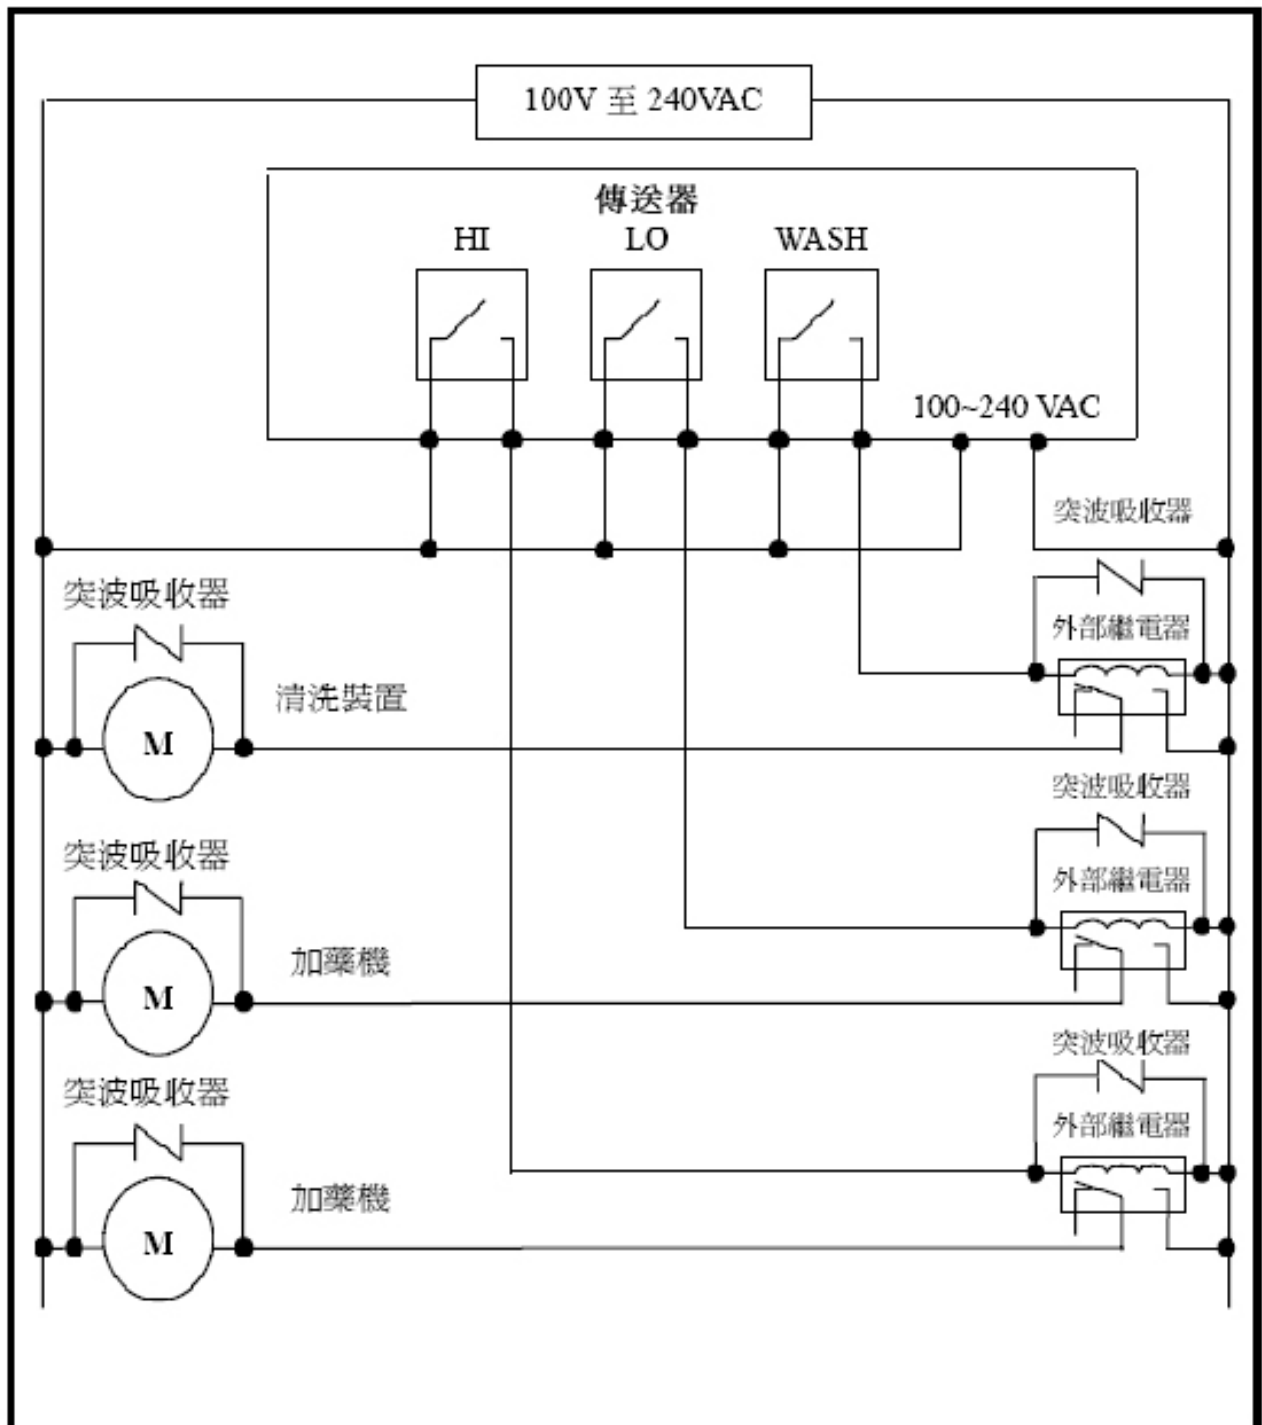 100V 至 240VAC
傳送器
HI LO WASH
100~240 VAC
突波吸收器
突波吸收器
外部繼電器
清洗裝置
M
突波吸收器
突波吸收器
外部繼電器
加藥機
M
突波吸收器
突波吸收器
外部繼電器
加藥機
M